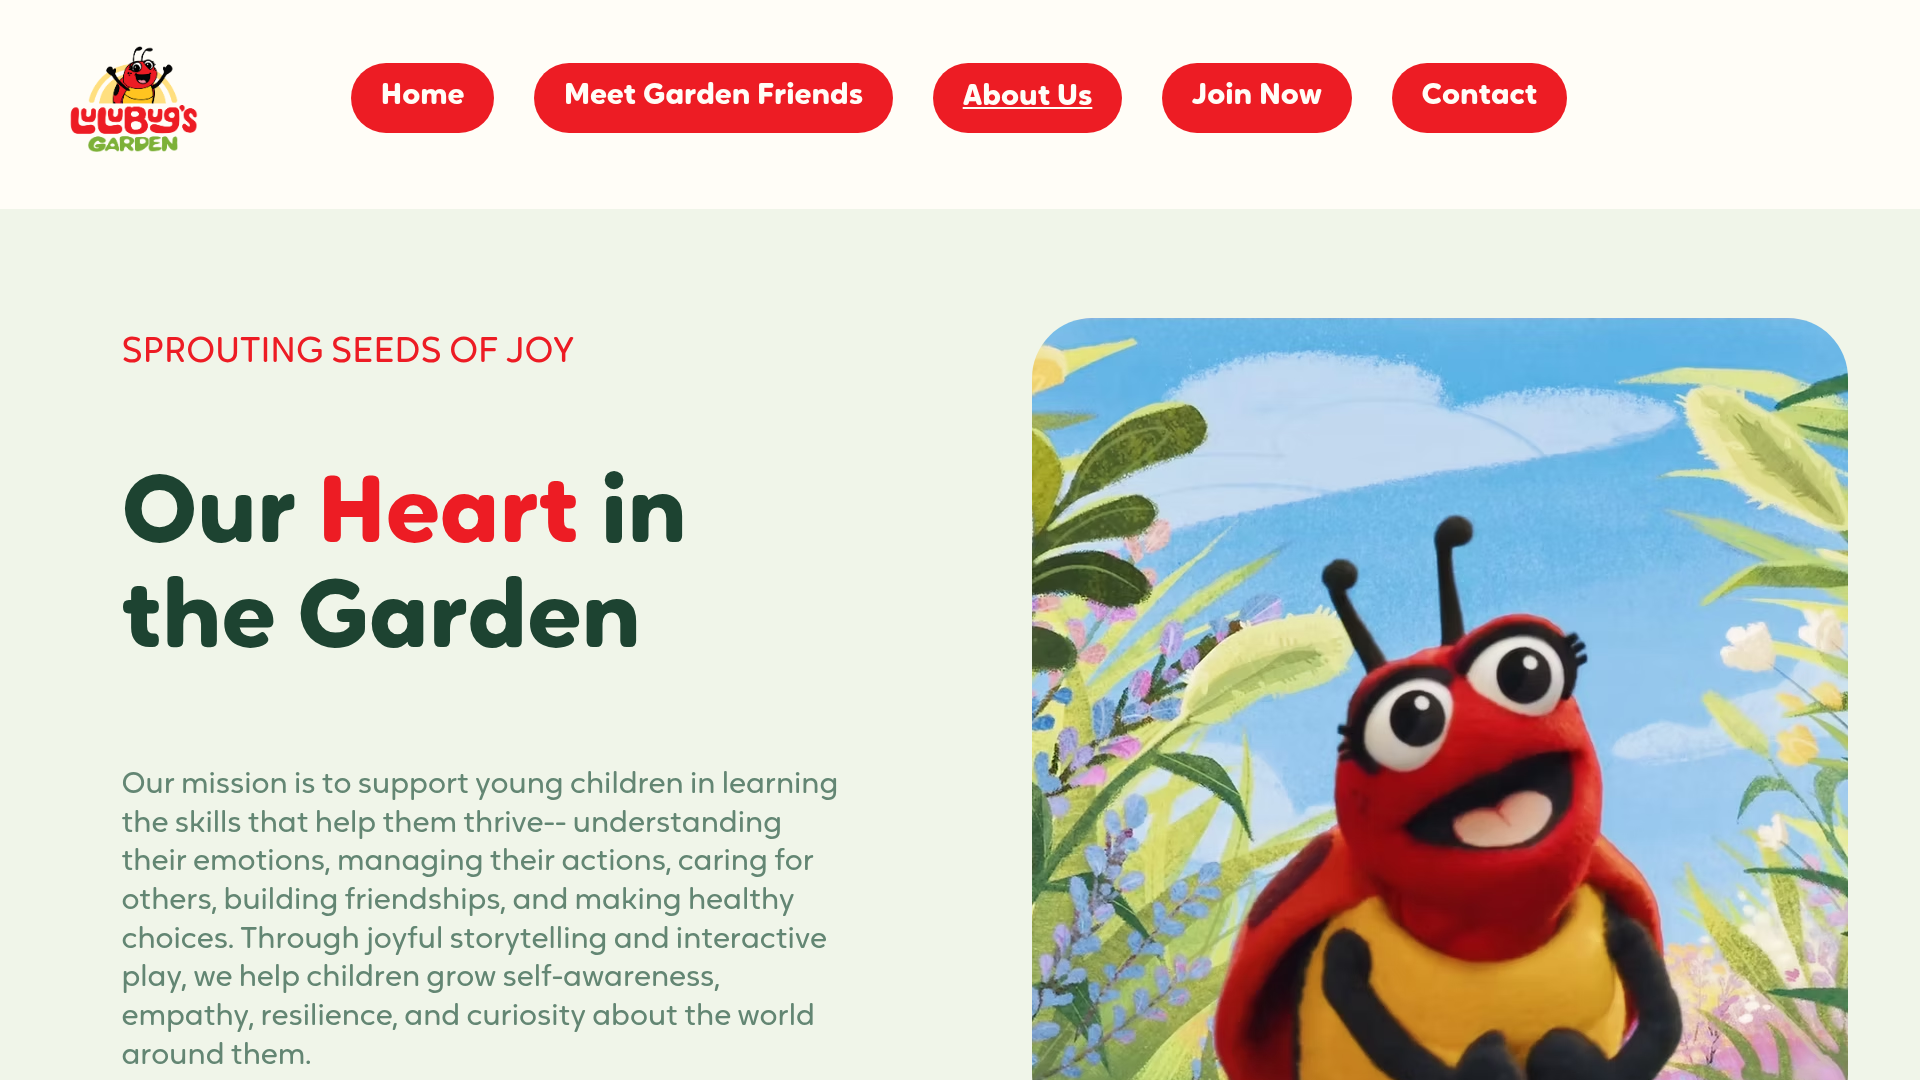 LuLuBug's
GARDEN
Home
Meet Garden Friends
About Us
Join Now
Contact
SPROUTING SEEDS OF JOY
Our Heart in
the Garden
Our mission is to support young children in learning
the skills that help them thrive-- understanding
their emotions, managing their actions, caring for
others, building friendships, and making healthy
choices. Through joyful storytelling and interactive
play, we help children grow self-awareness,
empathy, resilience, and curiosity about the world
around them.